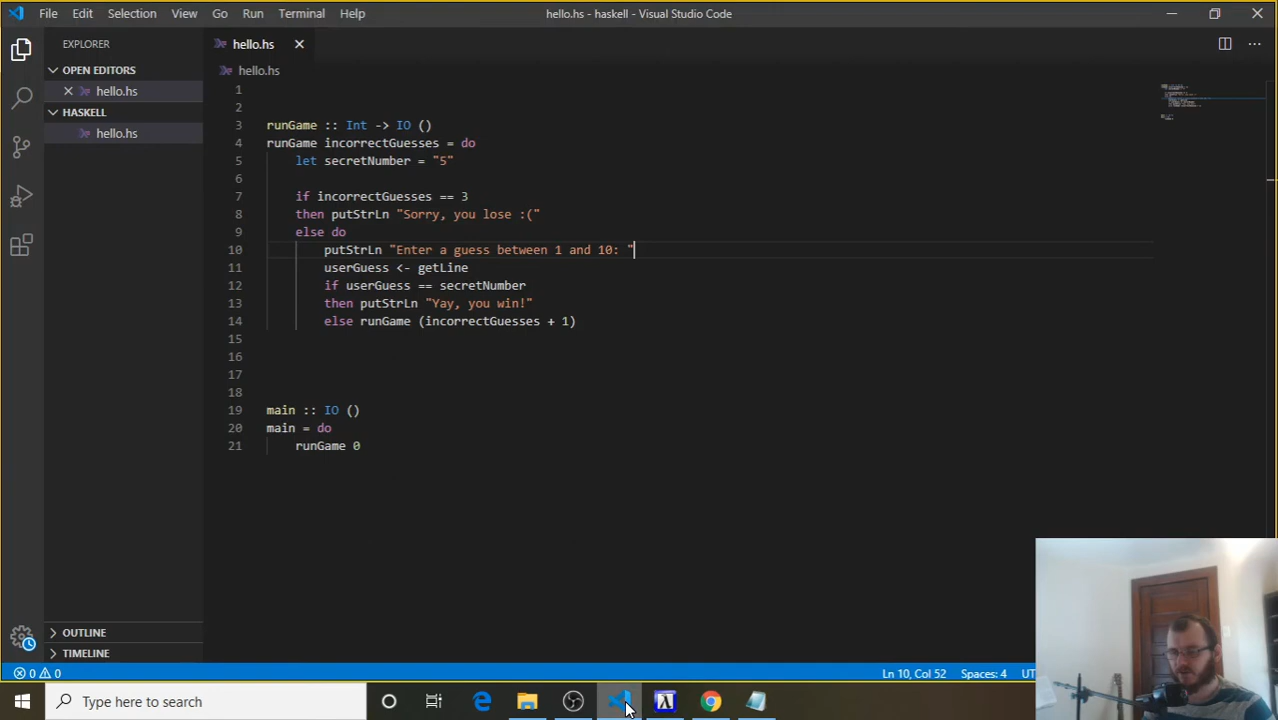 File Edit Selection View Go Run Terminal Help hello.hs - haskell - Visual Studio Code
EXPLORER hello.hs
OPEN EDITORS hello.hs
hello.hs
HASKELL
hello.hs
1
2
3 runGame :: Int -> IO ()
4 runGame incorrectGuesses = do
5 let secretNumber = "5"
6
7 if incorrectGuesses == 3
8 then putStrLn "Sorry, you lose :("
9 else do
10 putStrLn "Enter a guess between 1 and 10: "
11 userGuess <- getLine
12 if userGuess == secretNumber
13 then putStrLn "Yay, you win!"
14 else runGame (incorrectGuesses + 1)
15
16
17
18
19 main :: IO ()
20 main = do
21 runGame 0
OUTLINE
TIMELINE
0 0 Ln 10, Col 52 Spaces: 4 UT
Type here to search